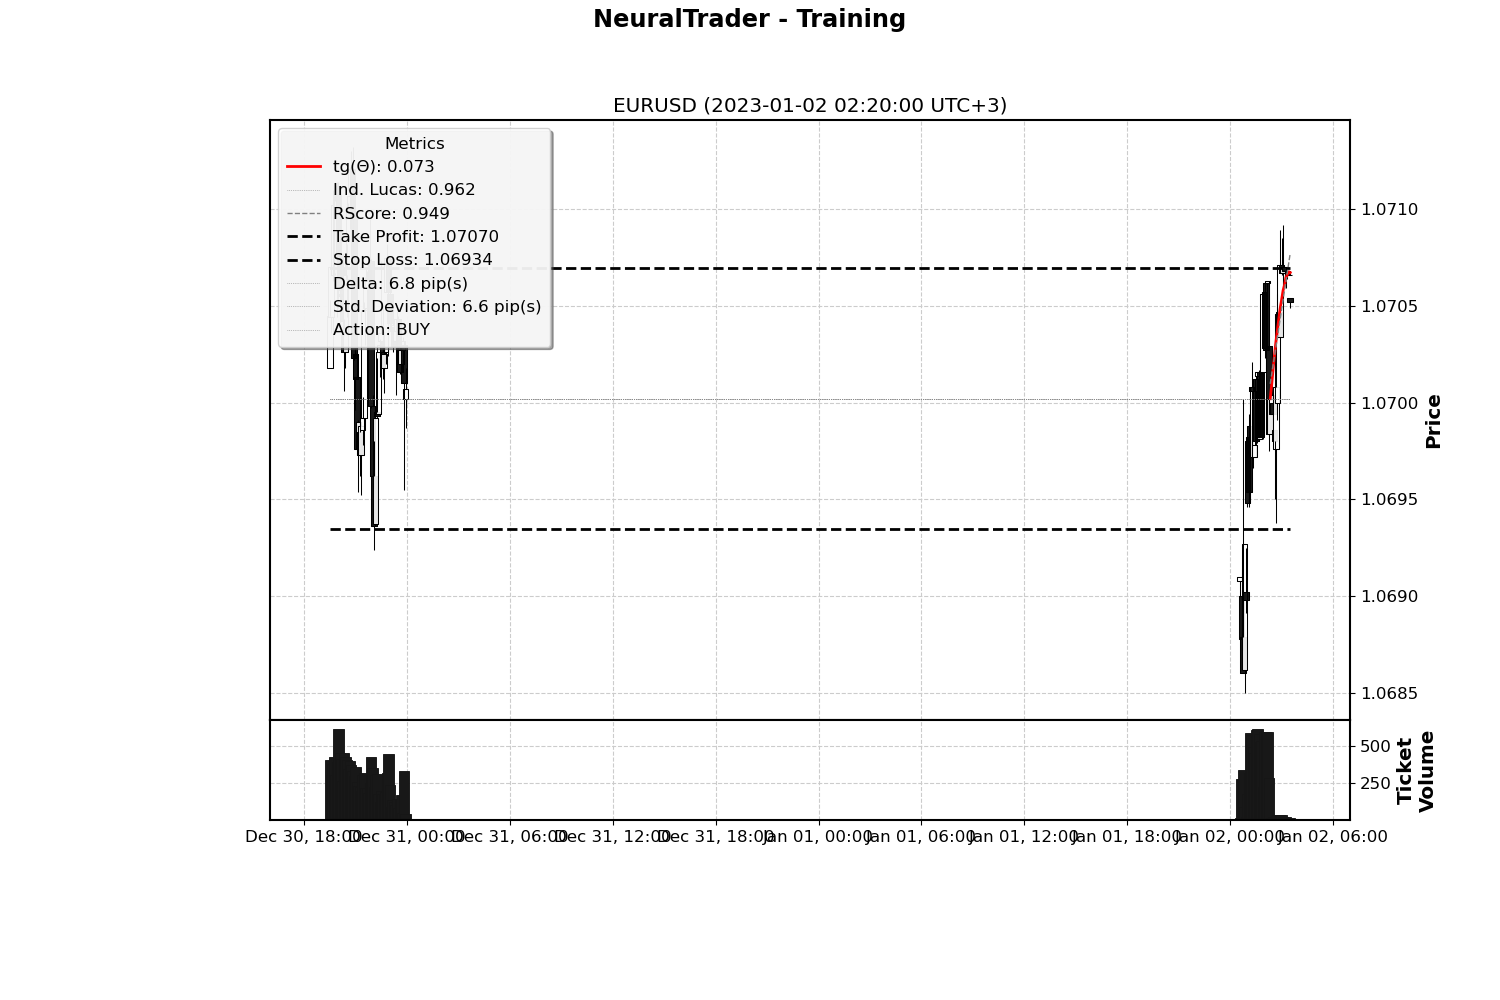 NeuralTrader - Training
EURUSD (2023-01-02 02:20:00 UTC+3)
Metrics
tg(Θ): 0.073
Ind. Lucas: 0.962
RScore: 0.949
Take Profit: 1.07070
Stop Loss: 1.06934
Delta: 6.8 pip(s)
Std. Deviation: 6.6 pip(s)
Action: BUY
1.0710
1.0705
1.0700
1.0695
1.0690
1.0685
Price
500
250
Ticket
Volume
Dec 30, 18:00 Dec 31, 00:00 Dec 31, 06:00 Dec 31, 12:00 Dec 31, 18:00 Jan 01, 00:00 Jan 01, 06:00 Jan 01, 12:00 Jan 01, 18:00 Jan 02, 00:00 Jan 02, 06:00